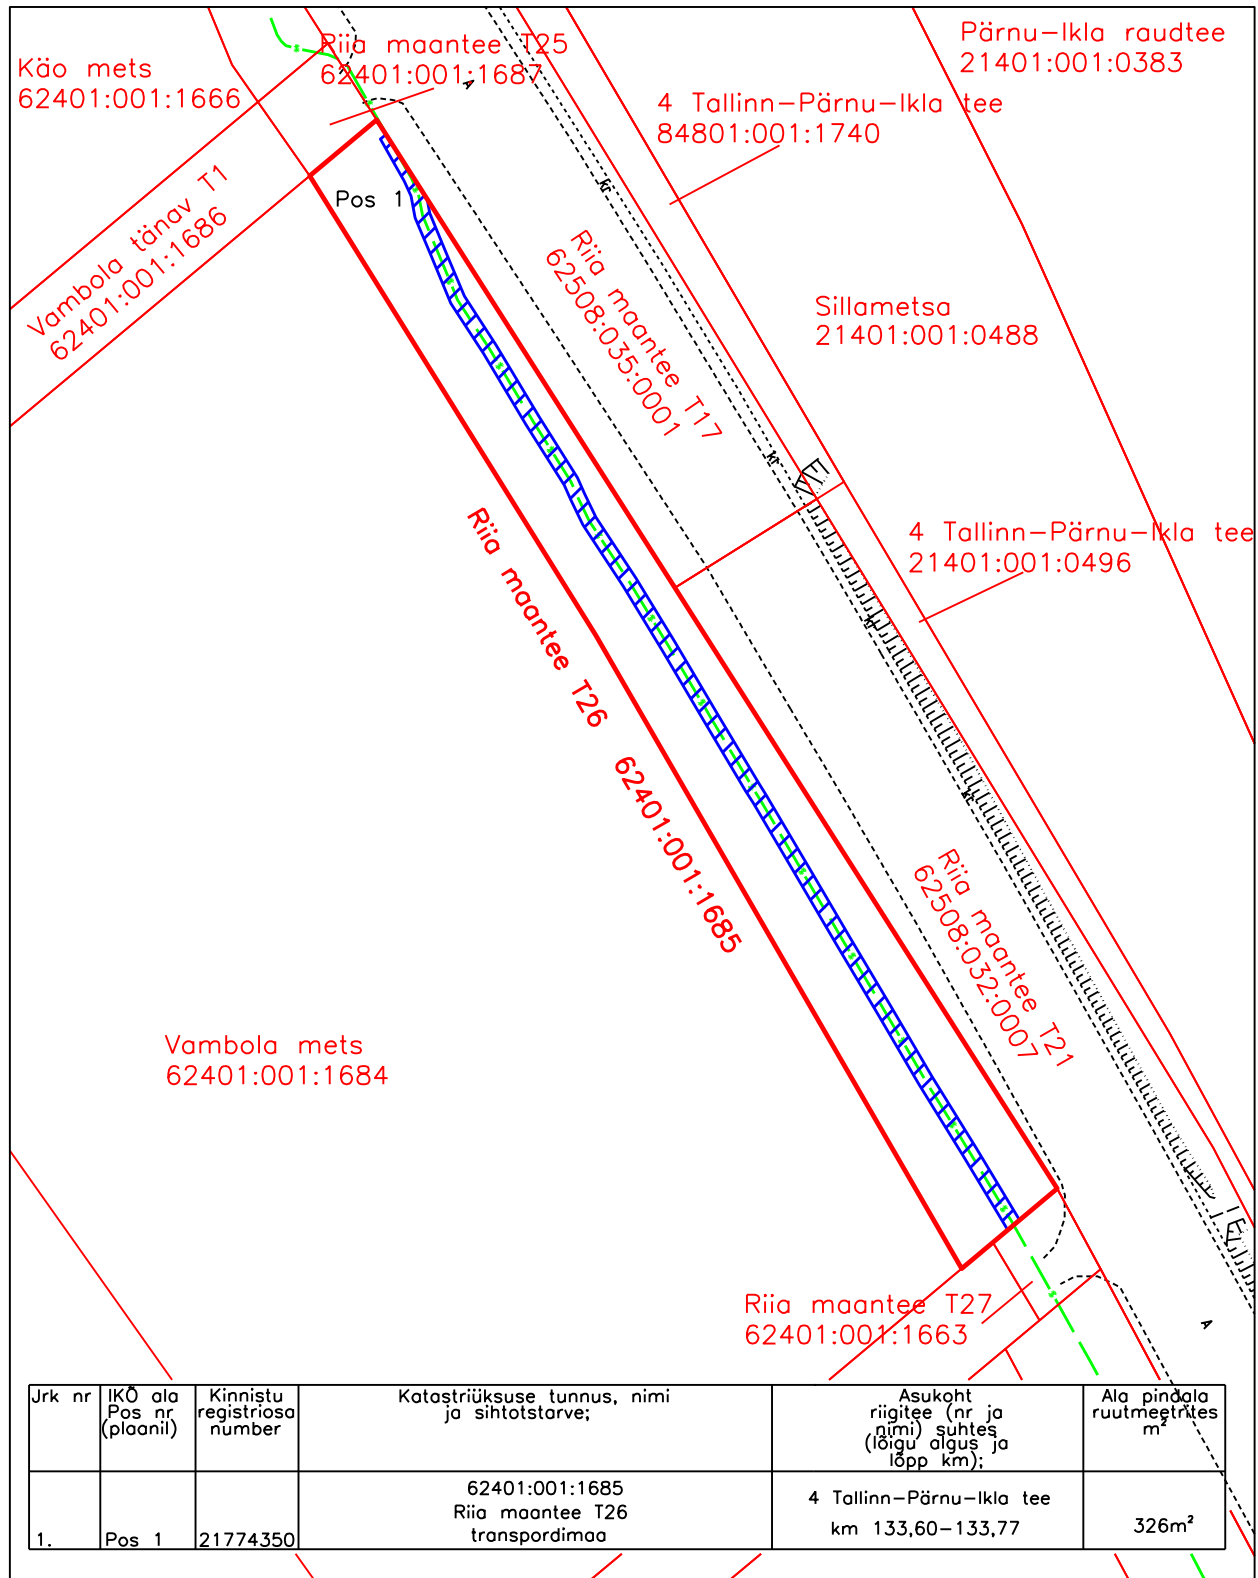 Riia maantee T25
62401:001:1687
Pärnu-Ikla raudtee
21401:001:0383
Käo mets
62401:001:1666
4 Tallinn-Pärnu-Ikla tee
84801:001:1740
A
Vambola tänav T1
62401:001:1686
Pos 1
kr
Riia maantee T17
62508:035:0001
Sillametsa
21401:001:0488
kr
Riia maantee T26 62401:001:1685
4 Tallinn-Pärnu-Ikla tee
21401:001:0496
kr
kr
Riia maantee T21
62508:032:0007
Vambola mets
62401:001:1684
Riia maantee T27
62401:001:1663
A
Jrk nr
IKÕ ala
Pos nr
(plaanil)
Kinnistu
registriosa
number
Katastriüksuse tunnus, nimi
ja sihtotstarve;
Asukoht
riigitee (nr ja
nimi) suhtes
(lõigu algus ja
lõpp km);
Ala pindala
ruutmeetrites
m²
1.
Pos 1
21774350
62401:001:1685
Riia maantee T26
transpordimaa
4 Tallinn-Pärnu-Ikla tee
km 133,60-133,77
326m²